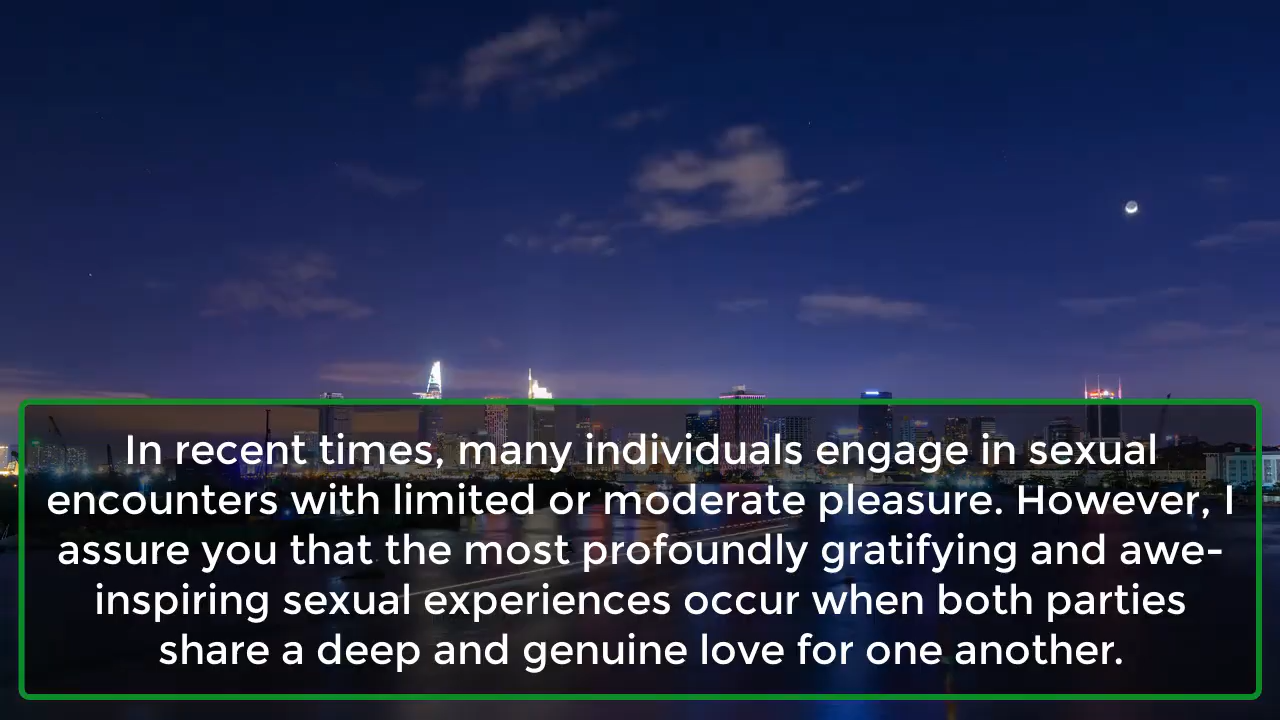 In recent times, many individuals engage in sexual
encounters with limited or moderate pleasure. However, I
assure you that the most profoundly gratifying and awe-
inspiring sexual experiences occur when both parties
share a deep and genuine love for one another.